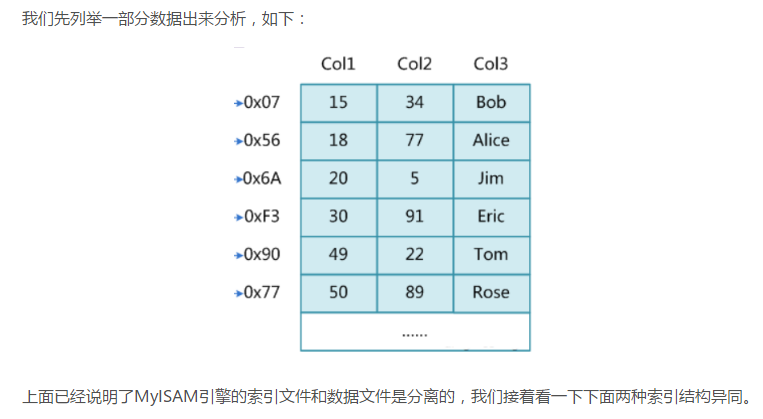 我们先列举一部分数据出来分析，如下：
Col1 Col2 Col3
0x07 15 34 Bob
0x56 18 77 Alice
0x6A 20 5 Jim
0xF3 30 91 Eric
0x90 49 22 Tom
0x77 50 89 Rose
......
上面已经说明了MyISAM引擎的索引文件和数据文件是分离的，我们接着看一下下面两种索引结构异同。